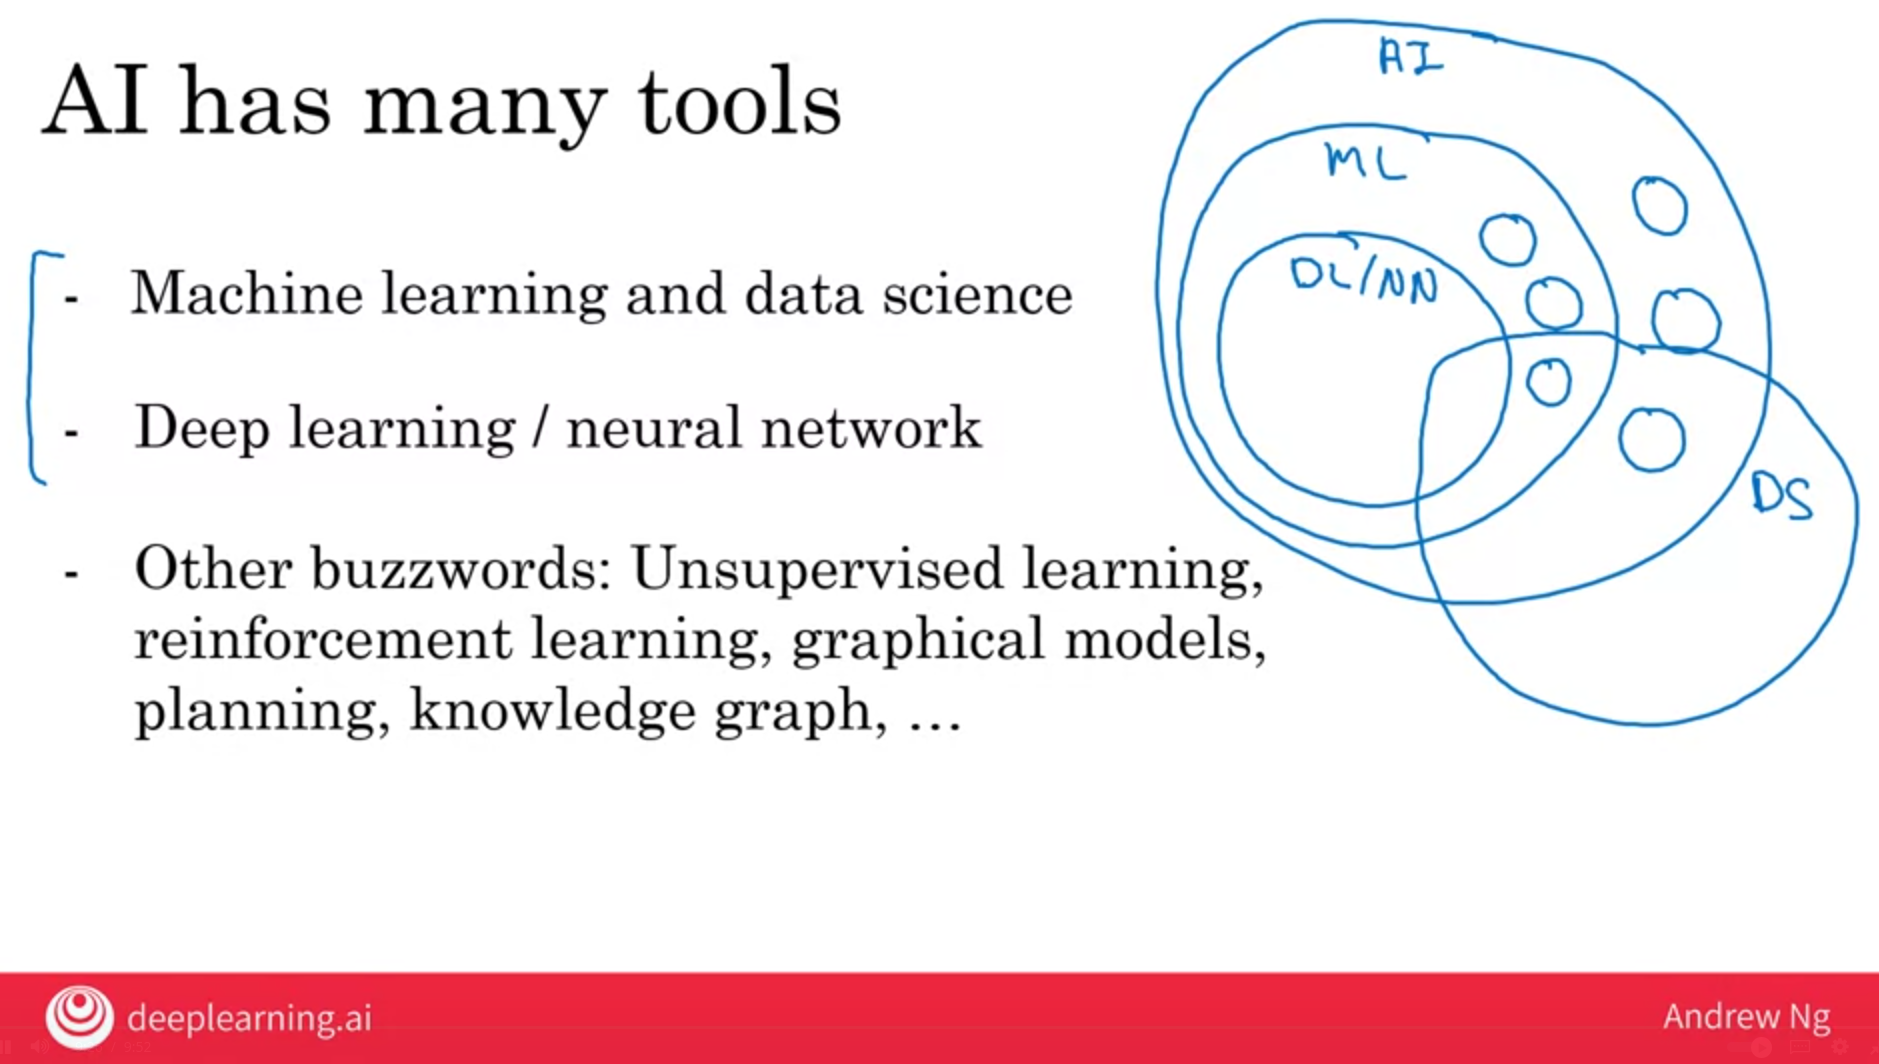 AI has many tools
- Machine learning and data science
- Deep learning / neural network
- Other buzzwords: Unsupervised learning,
reinforcement learning, graphical models,
planning, knowledge graph, ...
AI
ML
DL/NN
DS
deeplearning.ai
Andrew Ng